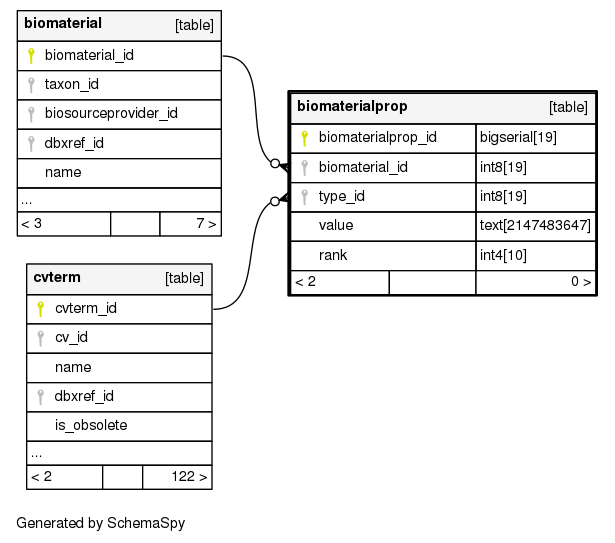 biomaterial [table]
biomaterial_id
taxon_id
biosourceprovider_id
dbxref_id
name
...
< 3 7 >
biomaterialprop [table]
biomaterialprop_id bigserial[19]
biomaterial_id int8[19]
type_id int8[19]
value text[2147483647]
rank int4[10]
< 2 0 >
cvterm [table]
cvterm_id
cv_id
name
dbxref_id
is_obsolete
...
< 2 122 >
Generated by SchemaSpy